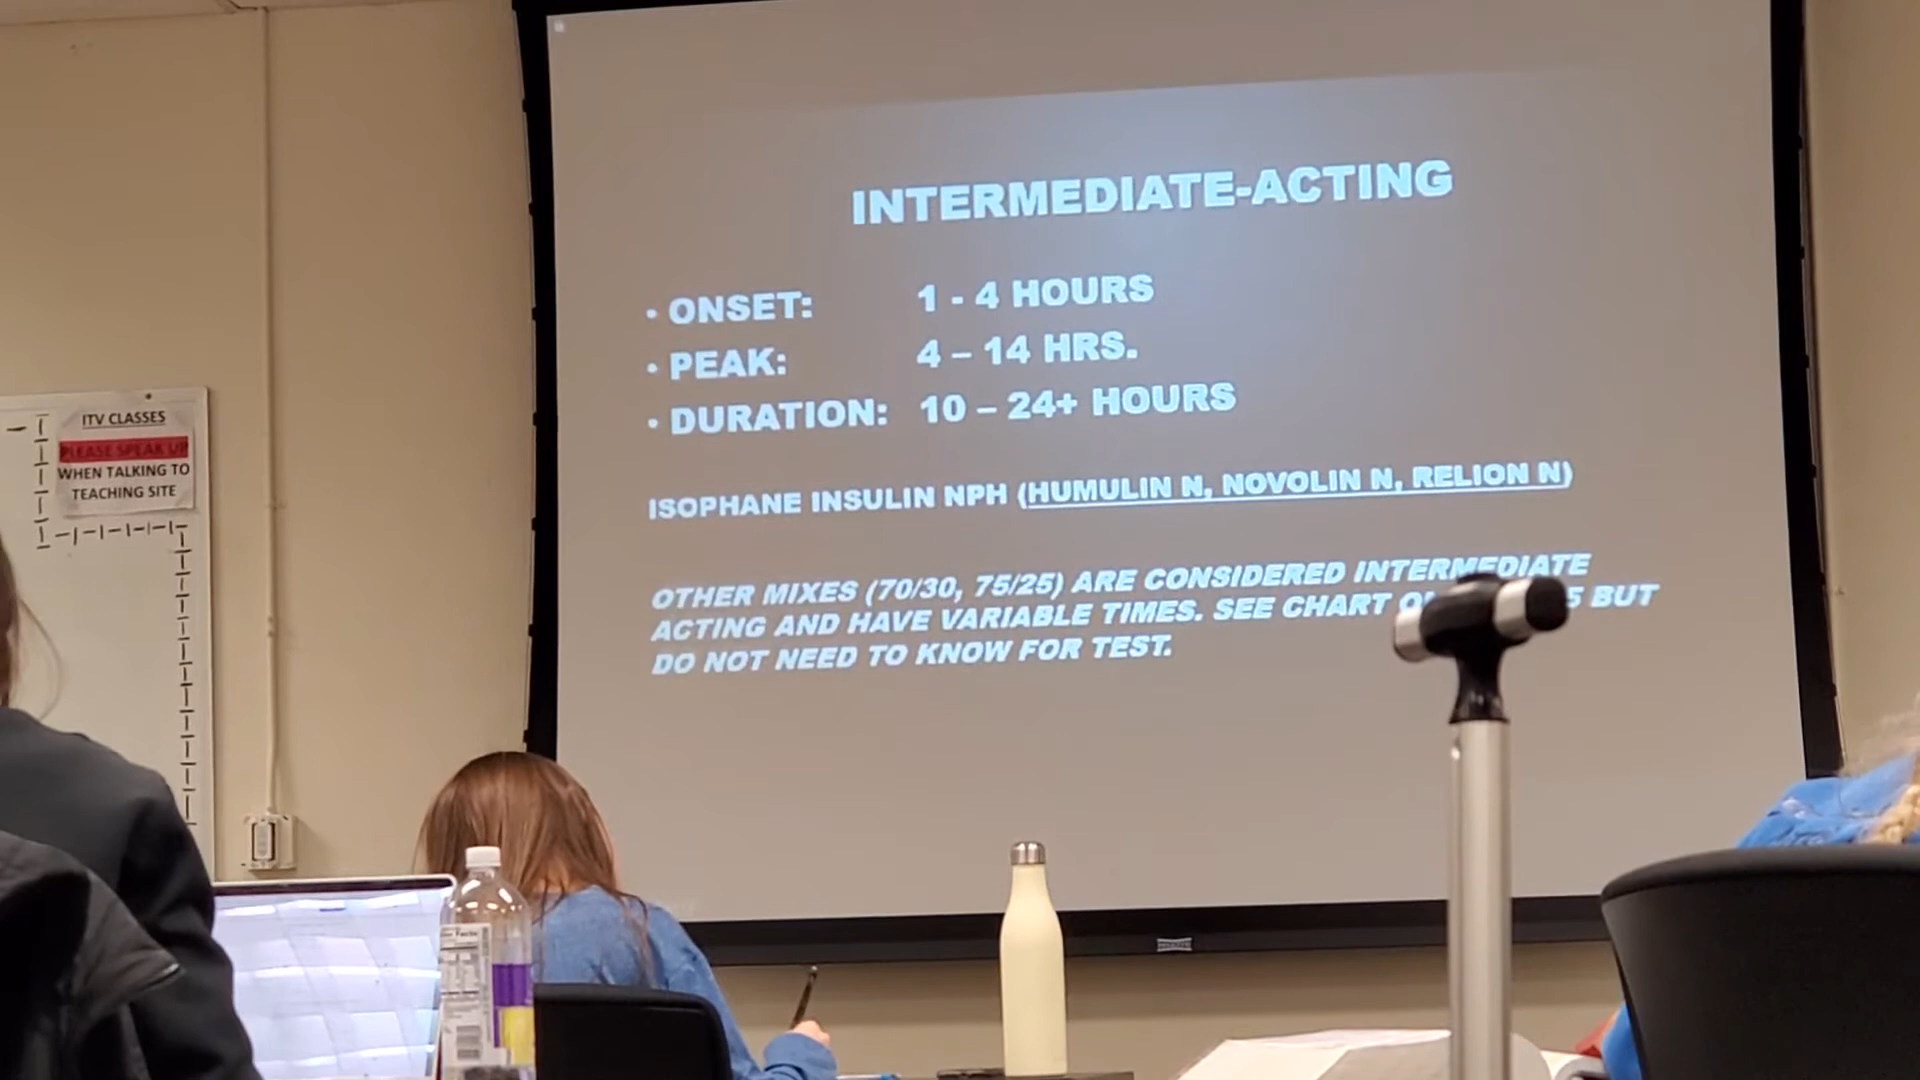 INTERMEDIATE-ACTING
• ONSET: 1 - 4 HOURS
• PEAK: 4 – 14 HRS.
• DURATION: 10 – 24+ HOURS
ISOPHANE INSULIN NPH (HUMULIN N, NOVOLIN N, RELION N)
OTHER MIXES (70/30, 75/25) ARE CONSIDERED INTERMEDIATE
ACTING AND HAVE VARIABLE TIMES. SEE CHART 5 BUT
DO NOT NEED TO KNOW FOR TEST.
ITV CLASSES
PLEASE SPEAK UP
WHEN TALKING TO
TEACHING SITE